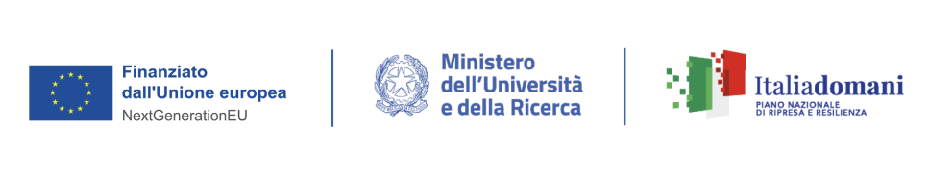 Finanziato
dall'Unione europea
NextGenerationEU
Ministero
dell'Università
e della Ricerca
Italiadomani
PIANO NAZIONALE
DI RIPRESA E RESILIENZA